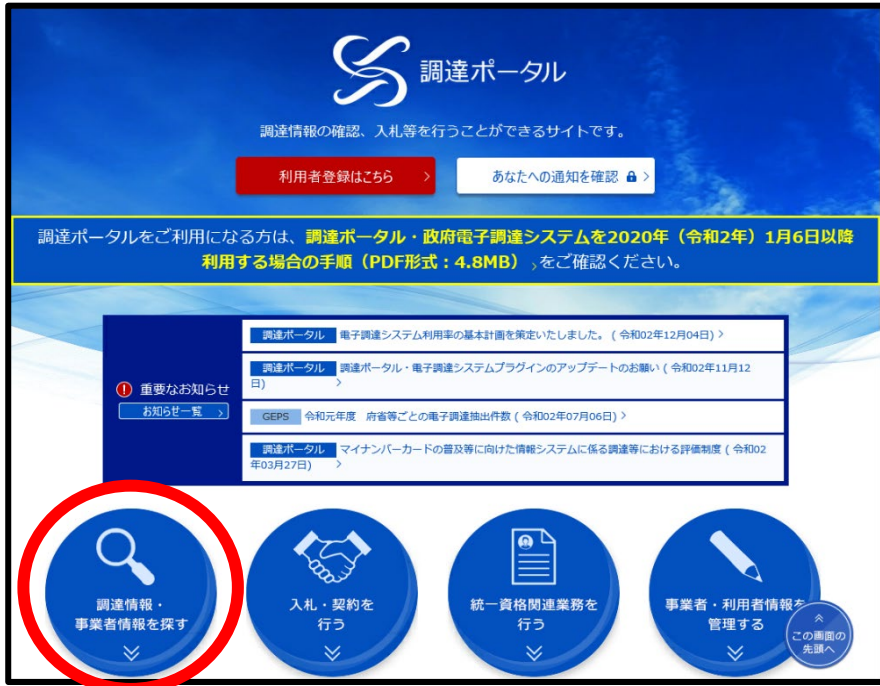 調達ポータル
調達情報の確認、入札等を行うことができるサイトです。
利用者登録はこちら
あなたへの通知を確認
調達ポータルをご利用になる方は、調達ポータル・政府電子調達システムを2020年（令和2年）1月6日以降
利用する場合の手順（PDF形式：4.8MB）をご確認ください。
重要なお知らせ
お知らせ一覧
調達ポータル 電子調達システム利用率の基本計画を策定いたしました。 ( 令和02年12月04日)
調達ポータル 調達ポータル・電子調達システムプラグインのアップデートのお願い ( 令和02年11月12
日)
GEPS 令和元年度 府省等ごとの電子調達抽出件数 ( 令和02年07月06日)
調達ポータル マイナンバーカードの普及等に向けた情報システムに係る調達等における評価制度 ( 令和02
年03月27日)
調達情報・
事業者情報を探す
入札・契約を
行う
統一資格関連業務を
行う
事業者・利用者情報を
管理する
この画面の
先頭へ